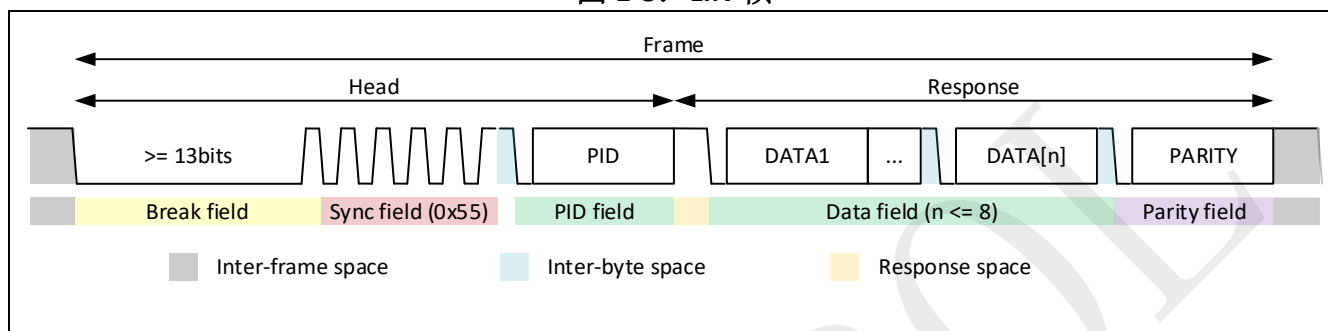 Frame
Head Response
>= 13bits PID DATA1 ... DATA[n] PARITY
Break field Sync field (0x55) PID field Data field (n <= 8) Parity field
Inter-frame space Inter-byte space Response space